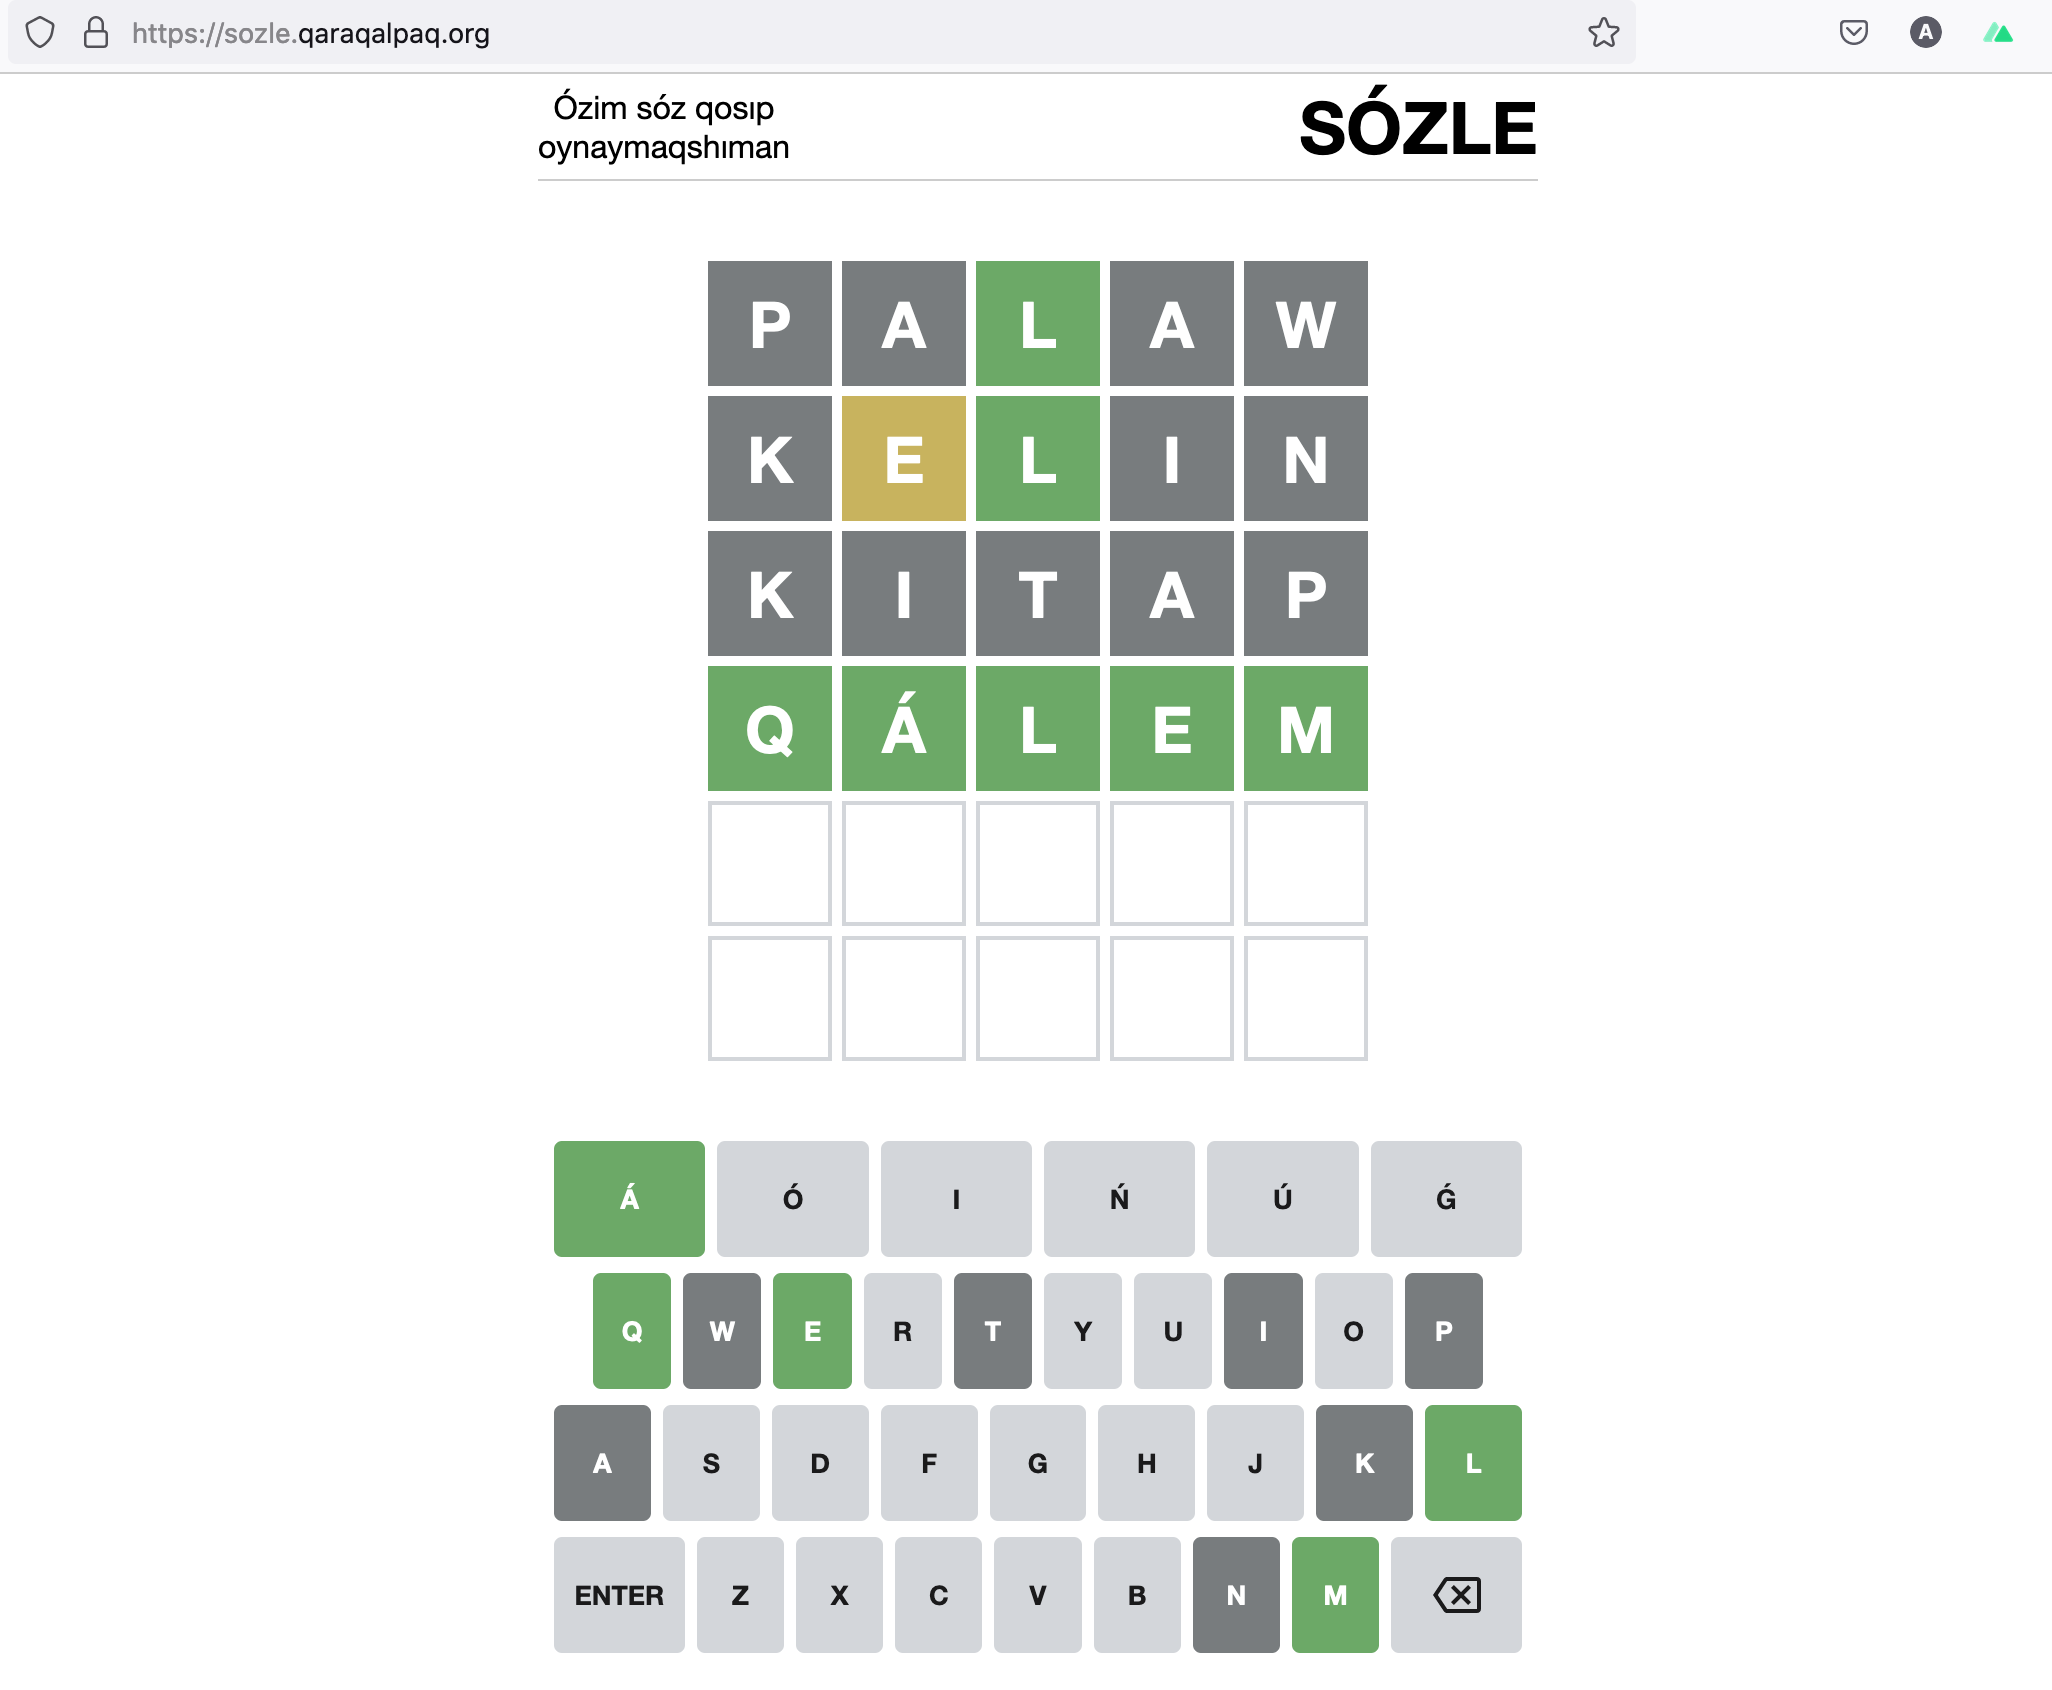 https://sozle.qaraqalpaq.org
A
Ózim sóz qosıp
oynaymaqshıman
SÓZLE
P A L A W
K E L I N
K I T A P
Q Á L E M
Á Ó I Ń Ú Ǵ
Q W E R T Y U I O P
A S D F G H J K L
ENTER Z X C V B N M